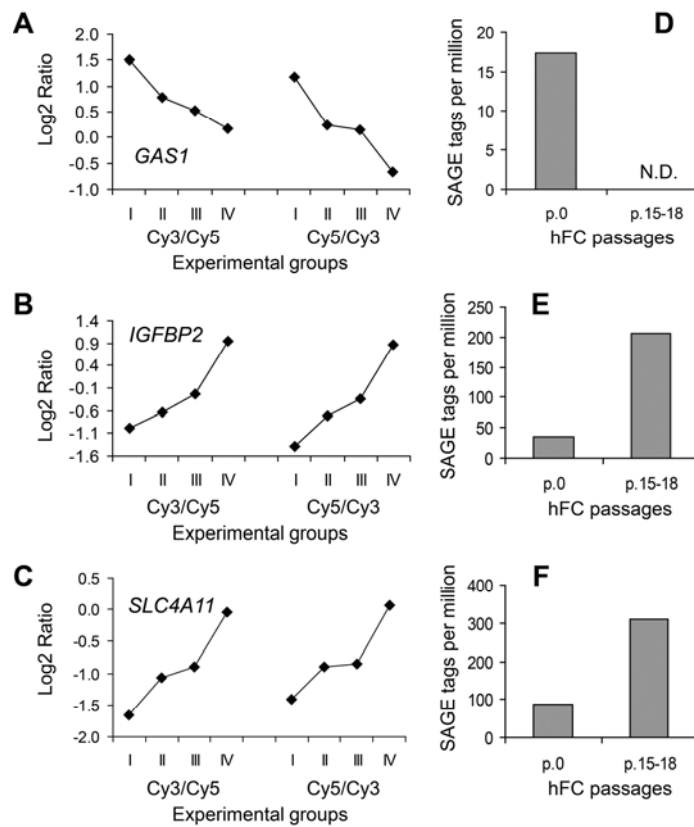 A
Log2 Ratio
2.0
1.5
1.0
0.5
0.0
-0.5
-1.0
GAS1
I II III IV I II III IV
Cy3/Cy5 Cy5/Cy3
Experimental groups
D
SAGE tags per million
20
15
10
5
0
N.D.
p.0 p.15-18
hFC passages
B
Log2 Ratio
1.4
0.9
0.4
-0.1
-0.6
-1.1
-1.6
IGFBP2
I II III IV I II III IV
Cy3/Cy5 Cy5/Cy3
Experimental groups
E
SAGE tags per million
250
200
150
100
50
0
p.0 p.15-18
hFC passages
C
Log2 Ratio
0.5
0.0
-0.5
-1.0
-1.5
-2.0
SLC4A11
I II III IV I II III IV
Cy3/Cy5 Cy5/Cy3
Experimental groups
F
SAGE tags per million
400
300
200
100
0
p.0 p.15-18
hFC passages